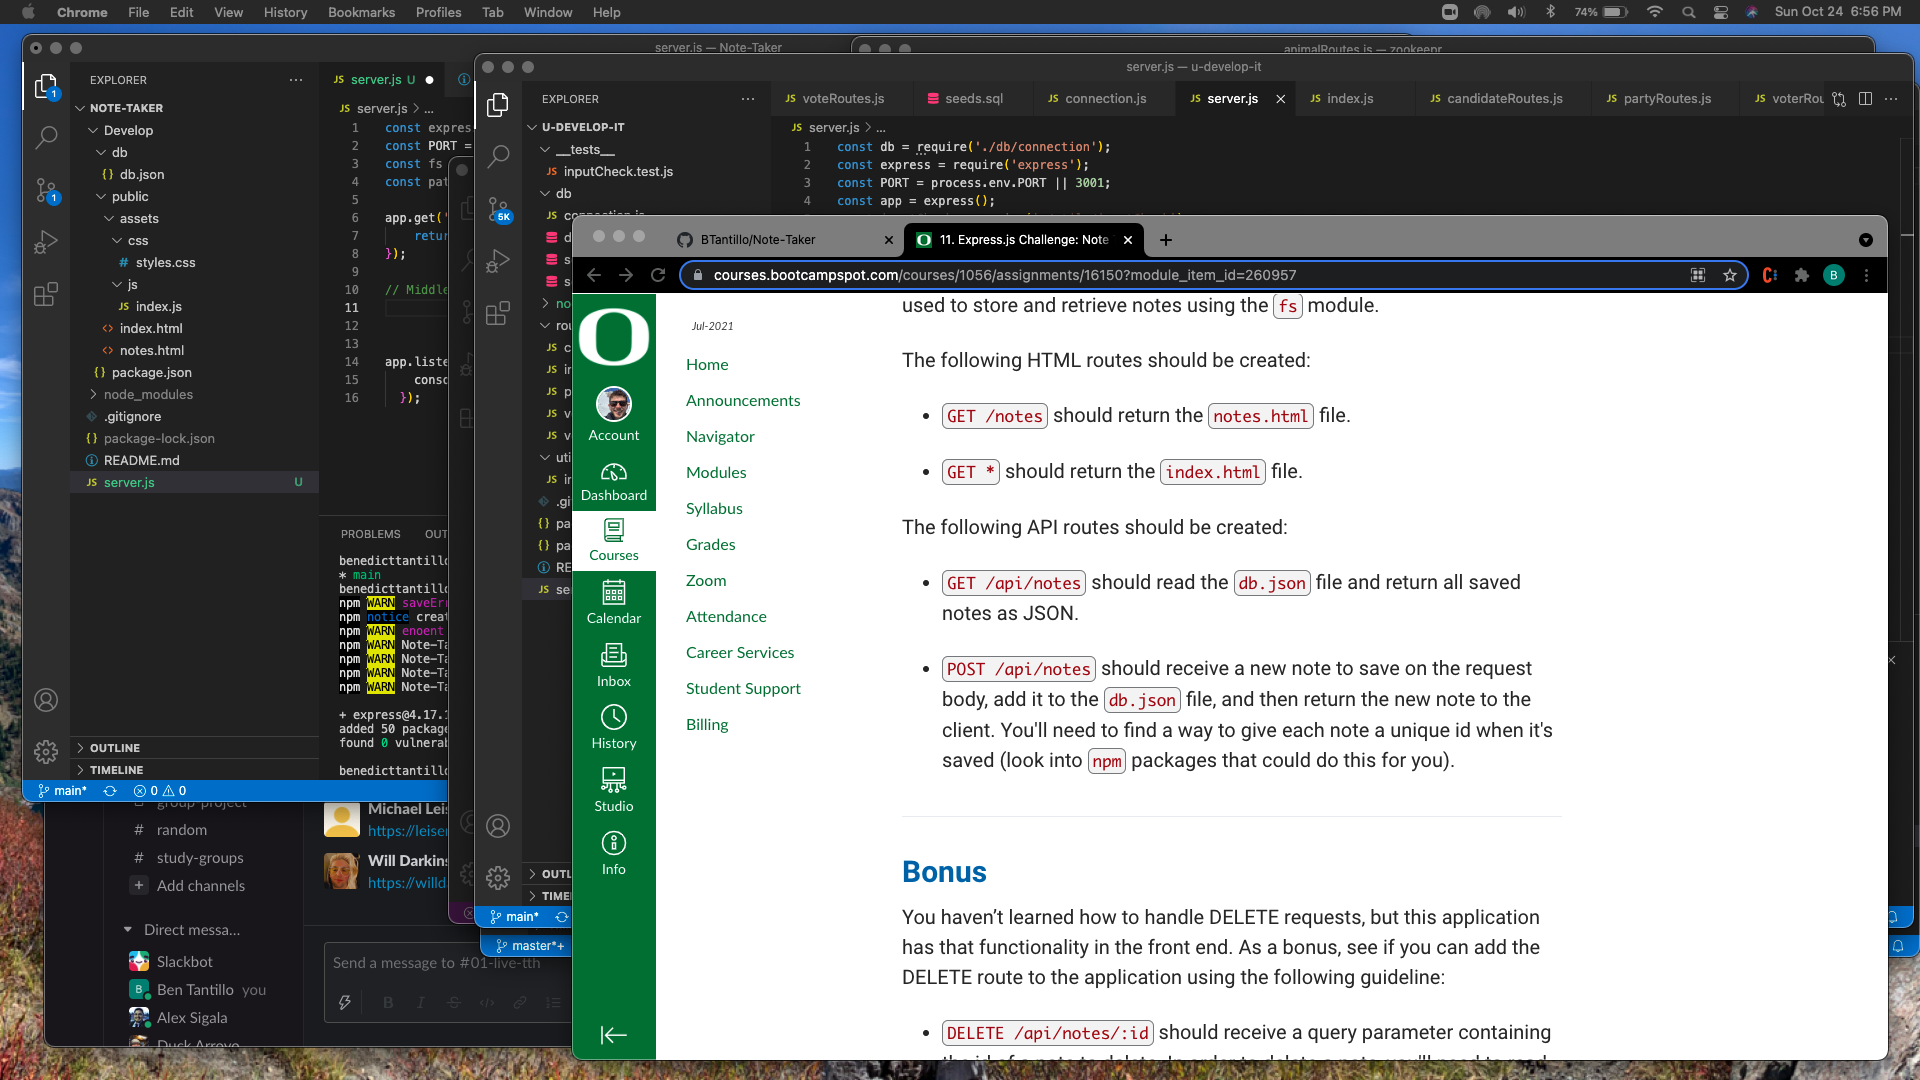 Chrome File Edit View History Bookmarks Profiles Tab Window Help
74% Sun Oct 24 6:56 PM
server.js — Note-Taker
animalRoutes.js — zookeepr
server.js — u-develop-it
EXPLORER
NOTE-TAKER
Develop
db
db.json
public
assets
css
styles.css
js
index.js
index.html
notes.html
package.json
node_modules
.gitignore
package-lock.json
README.md
server.js U
OUTLINE
TIMELINE
main* 0 0
server.js U
server.js > ...
1 const expres
2 const PORT =
3 const fs
4 const pat
5
6 app.get('
7 retur
8 });
9
10 // Middle
11
12
13
14 app.liste
15 conso
16 });
PROBLEMS OUT
benedicttantillo
* main
benedicttantillo
npm WARN saveErr
npm notice creat
npm WARN enoent
npm WARN Note-Ta
npm WARN Note-Ta
npm WARN Note-Ta
npm WARN Note-Ta
+ express@4.17.1
added 50 package
found 0 vulnerab
benedicttantillo
EXPLORER
U-DEVELOP-IT
__tests__
inputCheck.test.js
db
connection.js
main*
master*+
voteRoutes.js seeds.sql connection.js server.js index.js candidateRoutes.js partyRoutes.js voterRou
server.js > ...
1 const db = require('./db/connection');
2 const express = require('express');
3 const PORT = process.env.PORT || 3001;
4 const app = express();
group-project
# random
# study-groups
+ Add channels
Direct messa...
Slackbot
Ben Tantillo you
Alex Sigala
Duck Arroyo
Michael Leis
https://leiser
Will Darkins
https://willd
Send a message to #01-live-tth
BTantillo/Note-Taker
11. Express.js Challenge: Note
courses.bootcampspot.com/courses/1056/assignments/16150?module_item_id=260957
B
Account
Dashboard
Courses
Calendar
Inbox
History
Studio
Info
Jul-2021
Home
Announcements
Navigator
Modules
Syllabus
Grades
Zoom
Attendance
Career Services
Student Support
Billing
used to store and retrieve notes using the fs module.
The following HTML routes should be created:
• GET /notes should return the notes.html file.
• GET * should return the index.html file.
The following API routes should be created:
• GET /api/notes should read the db.json file and return all saved
notes as JSON.
• POST /api/notes should receive a new note to save on the request
body, add it to the db.json file, and then return the new note to the
client. You'll need to find a way to give each note a unique id when it's
saved (look into npm packages that could do this for you).
Bonus
You haven’t learned how to handle DELETE requests, but this application
has that functionality in the front end. As a bonus, see if you can add the
DELETE route to the application using the following guideline:
• DELETE /api/notes/:id should receive a query parameter containing